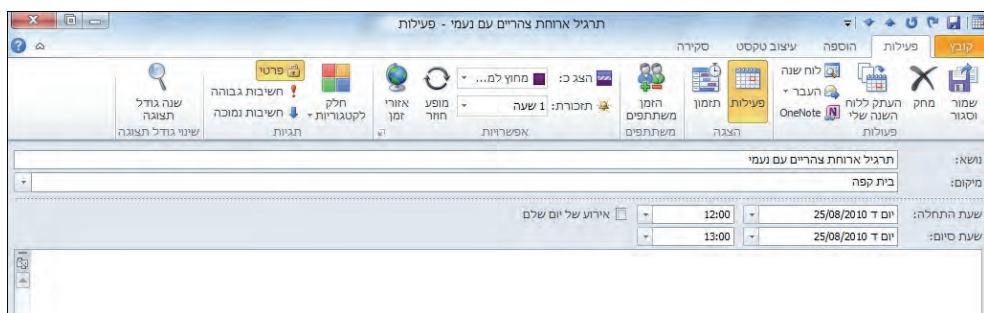 תרגיל ארוחת צהריים עם נעמי - פעילות
קובץ פעילות הוספה עיצוב טקסט סקירה
שמור וסגור
מחק
העתק ללוח השנה שלי
לוח שנה
העבר
OneNote
פעולות
פעילות
תזמון
הצגה
הזמן משתתפים
משתתפים
הצג כ: מחוץ למ...
תזכורת: 1 שעה
מופע חוזר
אזורי זמן
אפשרויות
חלק לקטגוריות
פרטי
חשיבות גבוהה
חשיבות נמוכה
תגיות
שנה גודל תצוגה
שינוי גודל תצוגה
נושא: תרגיל ארוחת צהריים עם נעמי
מיקום: בית קפה
שעת התחלה: יום ד 25/08/2010 12:00 אירוע של יום שלם
שעת סיום: יום ד 25/08/2010 13:00